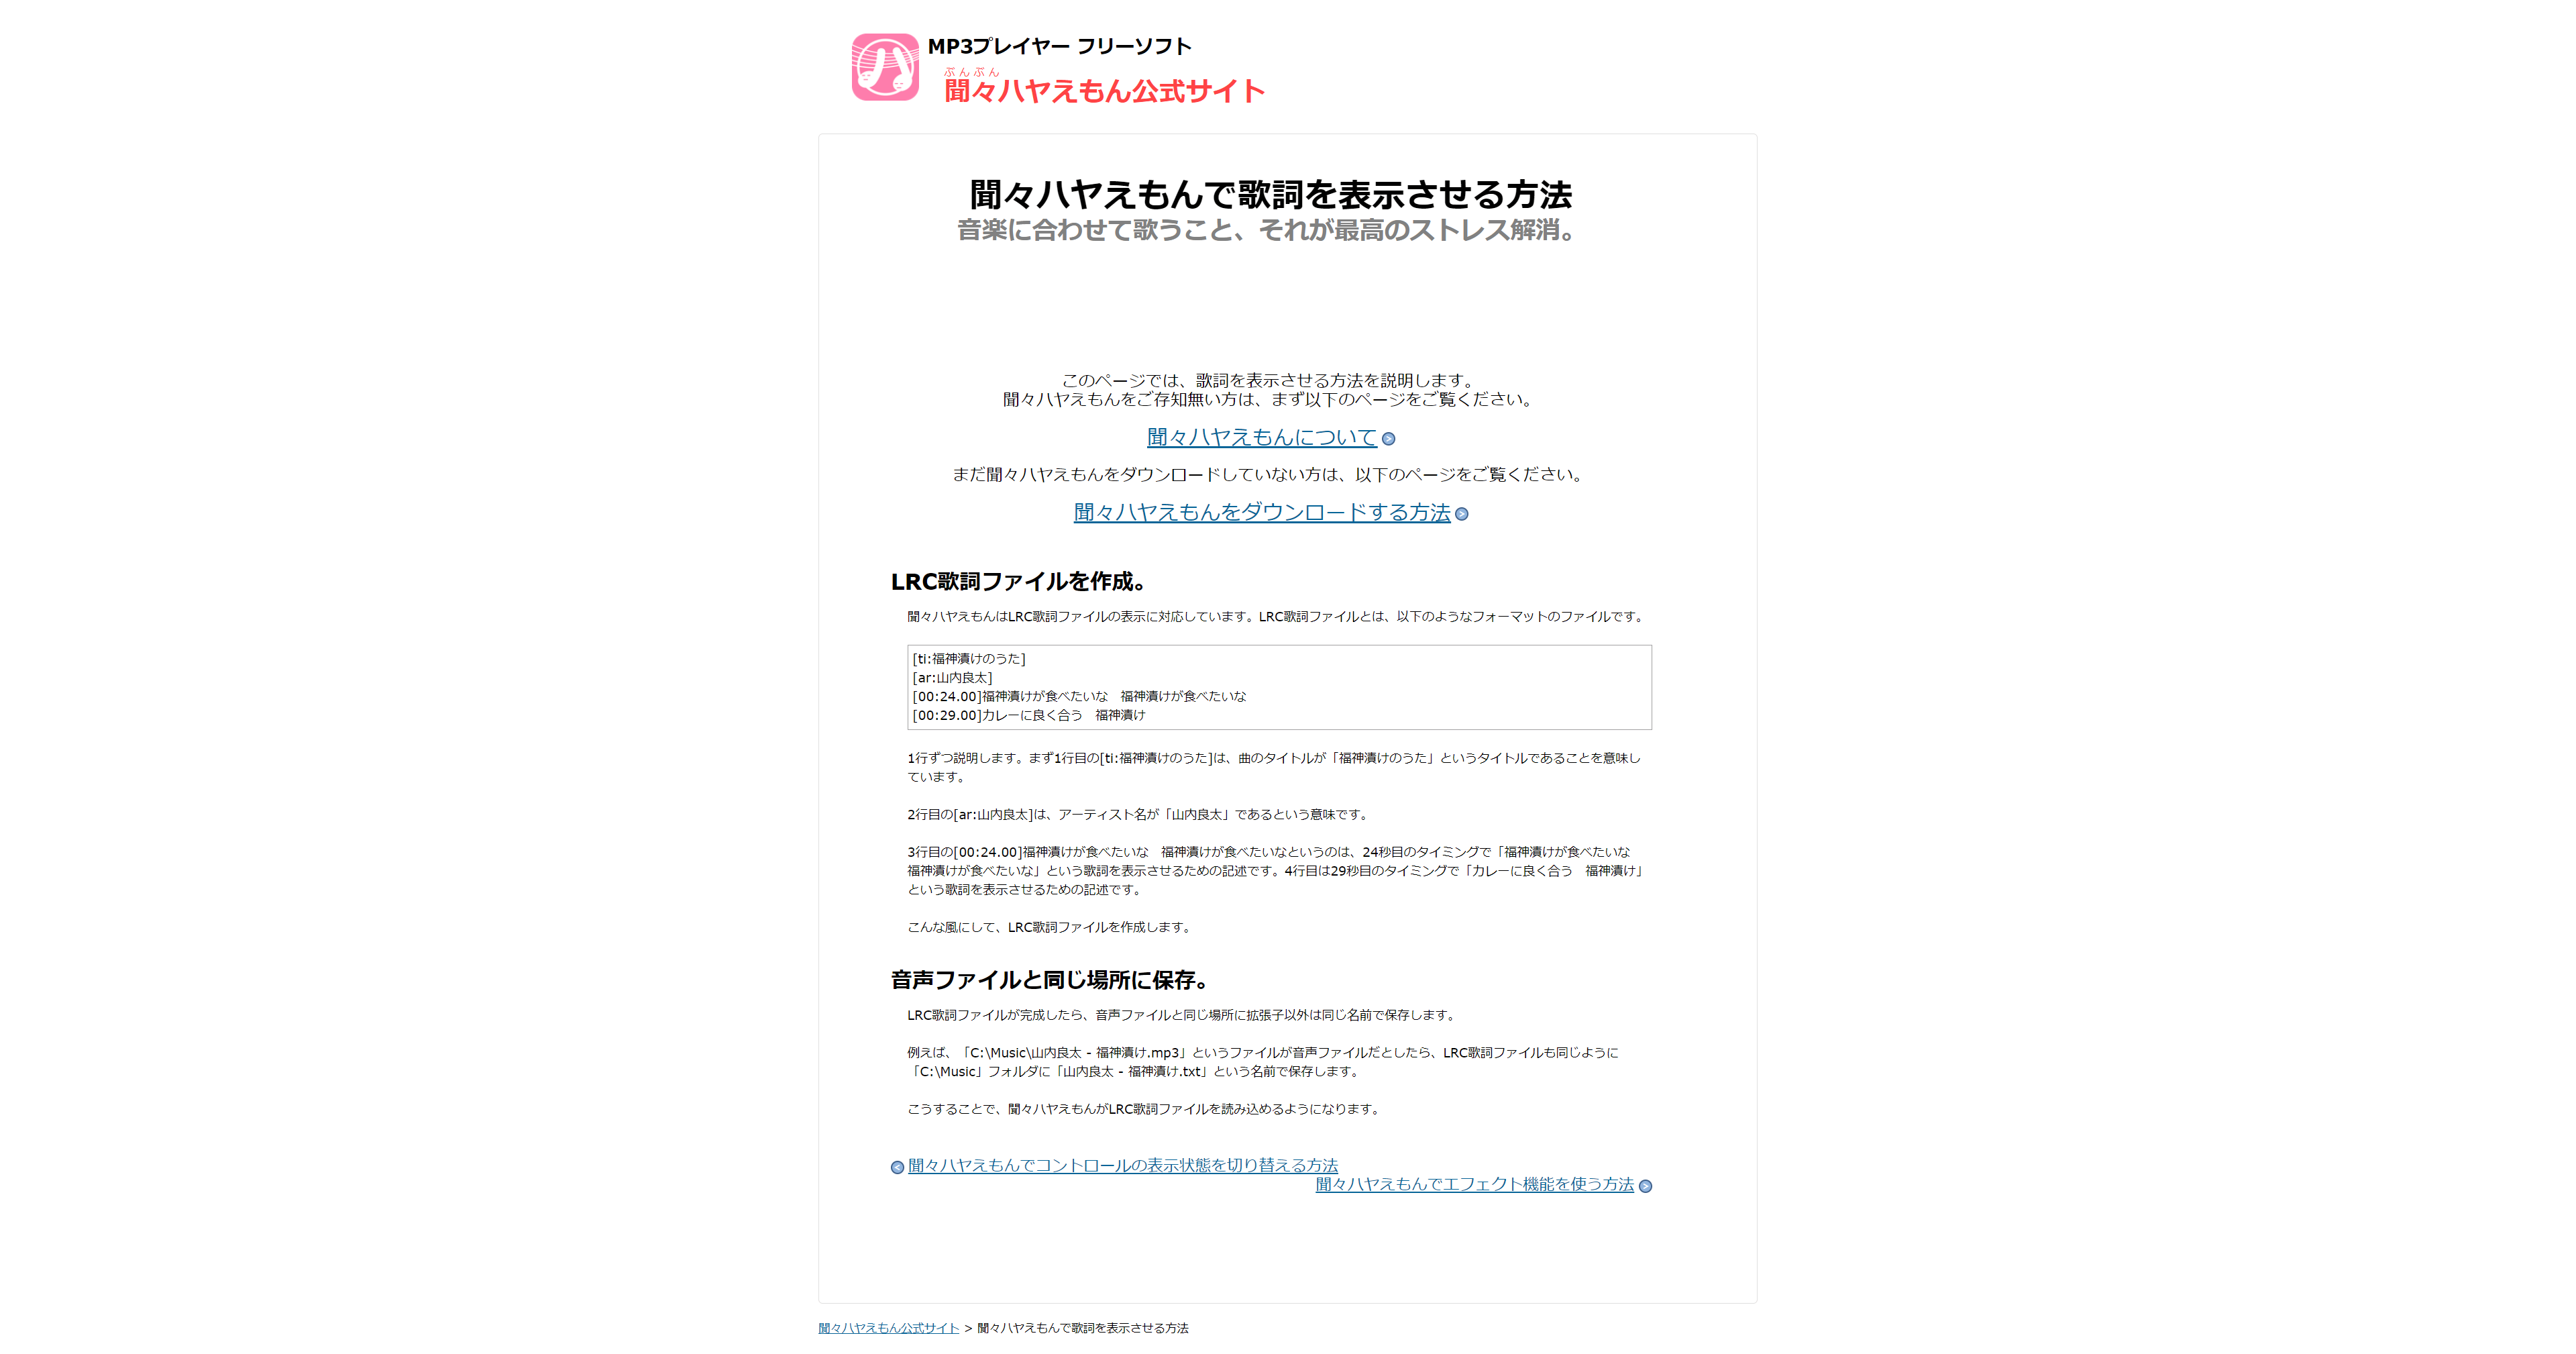 MP3プレイヤー フリーソフト
ぶんぶん
聞々ハヤえもん公式サイト
聞々ハヤえもんで歌詞を表示させる方法
音楽に合わせて歌うこと、それが最高のストレス解消。
このページでは、歌詞を表示させる方法を説明します。
聞々ハヤえもんをご存知無い方は、まず以下のページをご覧ください。
聞々ハヤえもんについて
まだ聞々ハヤえもんをダウンロードしていない方は、以下のページをご覧ください。
聞々ハヤえもんをダウンロードする方法
LRC歌詞ファイルを作成。
聞々ハヤえもんはLRC歌詞ファイルの表示に対応しています。LRC歌詞ファイルとは、以下のようなフォーマットのファイルです。
[ti:福神漬けのうた]
[ar:山内良太]
[00:24.00]福神漬けが食べたいな　福神漬けが食べたいな
[00:29.00]カレーに良く合う　福神漬け
1行ずつ説明します。まず1行目の[ti:福神漬けのうた]は、曲のタイトルが「福神漬けのうた」というタイトルであることを意味し
ています。
2行目の[ar:山内良太]は、アーティスト名が「山内良太」であるという意味です。
3行目の[00:24.00]福神漬けが食べたいな　福神漬けが食べたいなというのは、24秒目のタイミングで「福神漬けが食べたいな
福神漬けが食べたいな」という歌詞を表示させるための記述です。4行目は29秒目のタイミングで「カレーに良く合う　福神漬け」
という歌詞を表示させるための記述です。
こんな風にして、LRC歌詞ファイルを作成します。
音声ファイルと同じ場所に保存。
LRC歌詞ファイルが完成したら、音声ファイルと同じ場所に拡張子以外は同じ名前で保存します。
例えば、「C:\Music\山内良太 - 福神漬け.mp3」というファイルが音声ファイルだとしたら、LRC歌詞ファイルも同じように
「C:\Music」フォルダに「山内良太 - 福神漬け.txt」という名前で保存します。
こうすることで、聞々ハヤえもんがLRC歌詞ファイルを読み込めるようになります。
聞々ハヤえもんでコントロールの表示状態を切り替える方法
聞々ハヤえもんでエフェクト機能を使う方法
聞々ハヤえもん公式サイト > 聞々ハヤえもんで歌詞を表示させる方法